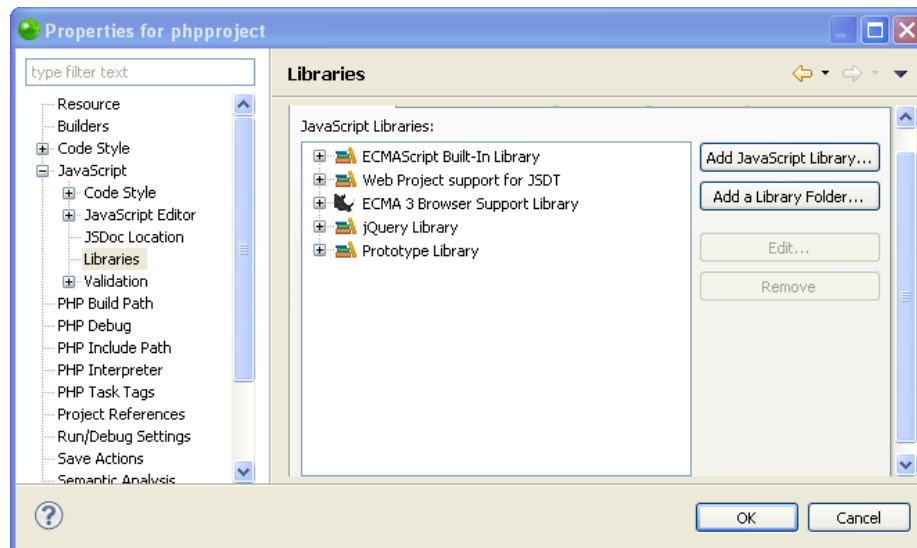 Properties for phpproject
type filter text
Resource
Builders
Code Style
JavaScript
Code Style
JavaScript Editor
JSDoc Location
Libraries
Validation
PHP Build Path
PHP Debug
PHP Include Path
PHP Interpreter
PHP Task Tags
Project References
Run/Debug Settings
Save Actions
Semantic Analysis
Libraries
JavaScript Libraries:
ECMAScript Built-In Library
Web Project support for JSDT
ECMA 3 Browser Support Library
jQuery Library
Prototype Library
Add JavaScript Library...
Add a Library Folder...
Edit...
Remove
?
OK
Cancel